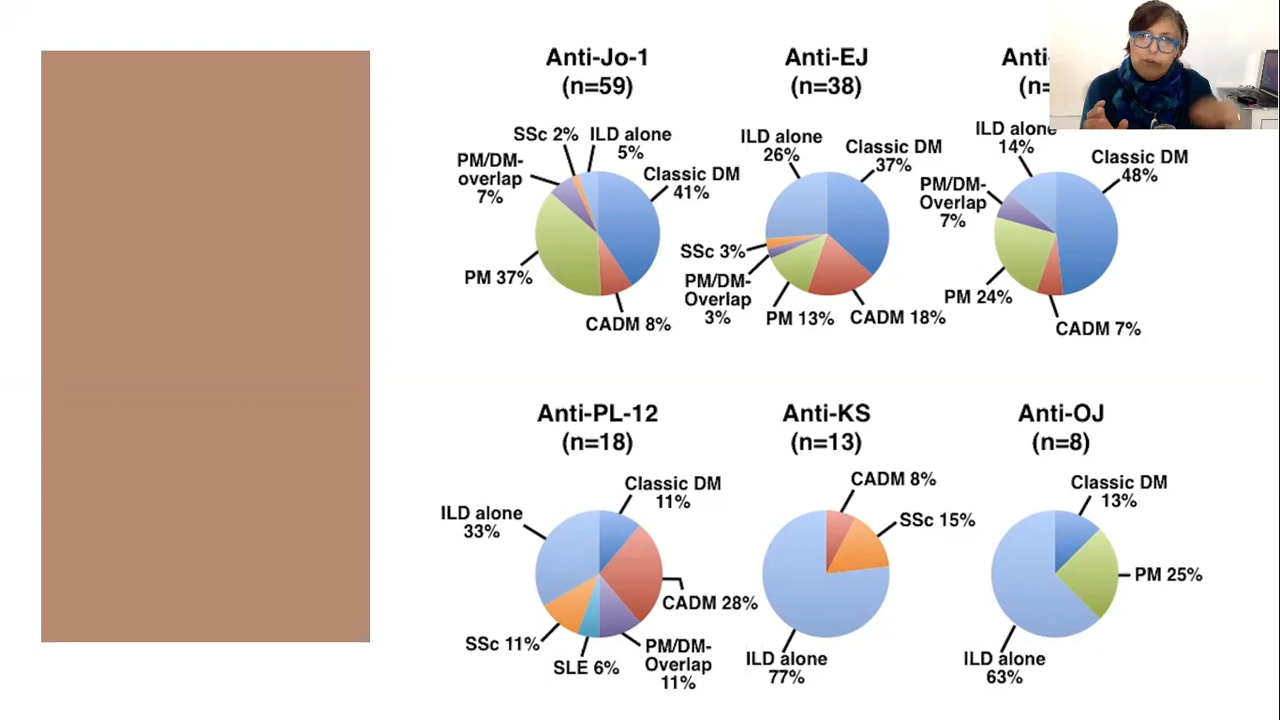 Anti-Jo-1
(n=59)
SSc 2%
ILD alone
5%
PM/DM-
overlap
7%
Classic DM
41%
PM 37%
CADM 8%
Anti-EJ
(n=38)
ILD alone
26%
Classic DM
37%
SSc 3%
PM/DM-
Overlap
3%
PM 13%
CADM 18%
Anti-
(n=
ILD alone
14%
Classic DM
48%
PM/DM-
Overlap
7%
PM 24%
CADM 7%
Anti-PL-12
(n=18)
Classic DM
11%
ILD alone
33%
CADM 28%
SSc 11%
SLE 6%
PM/DM-
Overlap
11%
Anti-KS
(n=13)
CADM 8%
SSc 15%
ILD alone
77%
Anti-OJ
(n=8)
Classic DM
13%
PM 25%
ILD alone
63%